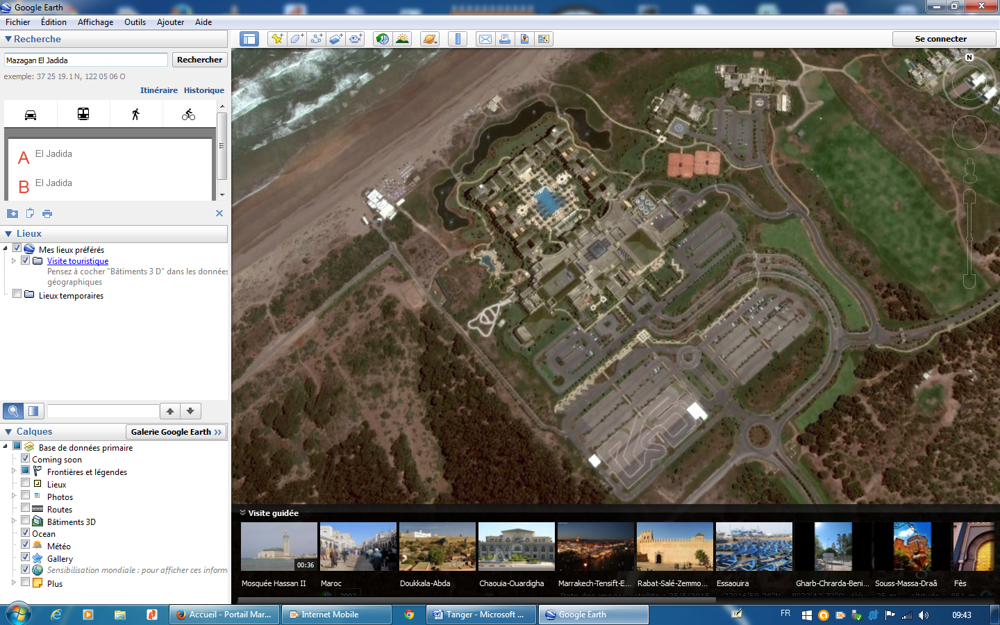 Google Earth
Fichier Édition Affichage Outils Ajouter Aide
Recherche
Se connecter
Mazagan El Jadida
Rechercher
exemple: 37 25 19.1 N, 122 05 06 O
Itinéraire Historique
A El Jadida
B El Jadida
Lieux
Mes lieux préférés
Visite touristique
Pensez à cocher "Bâtiments 3 D" dans les données
géographiques
Lieux temporaires
Calques
Galerie Google Earth »
Base de données primaire
Coming soon
Frontières et légendes
Lieux
Photos
Routes
Bâtiments 3D
Ocean
Météo
Gallery
Sensibilisation mondiale : pour afficher ces inform
Plus
N
Visite guidée
00:36
Mosquée Hassan II
Maroc
Doukkala-Abda
Chaouia-Ouardigha
Marrakech-Tensift-E...
Rabat-Salé-Zemmo...
Essaouira
Gharb-Chrarda-Beni...
Souss-Massa-Draâ
Fès
Accueil - Portail Mar...
Internet Mobile
Tanger - Microsoft ...
Google Earth
FR
09:43